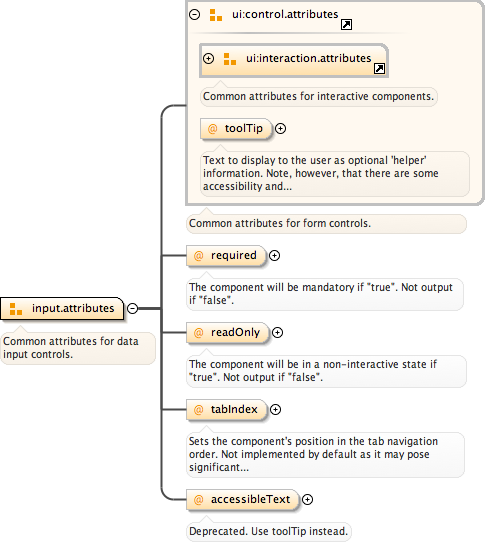 ui:control.attributes
ui:interaction.attributes
Common attributes for interactive components.
@ toolTip
Text to display to the user as optional 'helper'
information. Note, however, that there are some
accessibility and...
Common attributes for form controls.
@ required
The component will be mandatory if "true". Not output
if "false".
input.attributes
Common attributes for data
input controls.
@ readOnly
The component will be in a non-interactive state if
"true". Not output if "false".
@ tabIndex
Sets the component's position in the tab navigation
order. Not implemented by default as it may pose
significant...
@ accessibleText
Deprecated. Use toolTip instead.